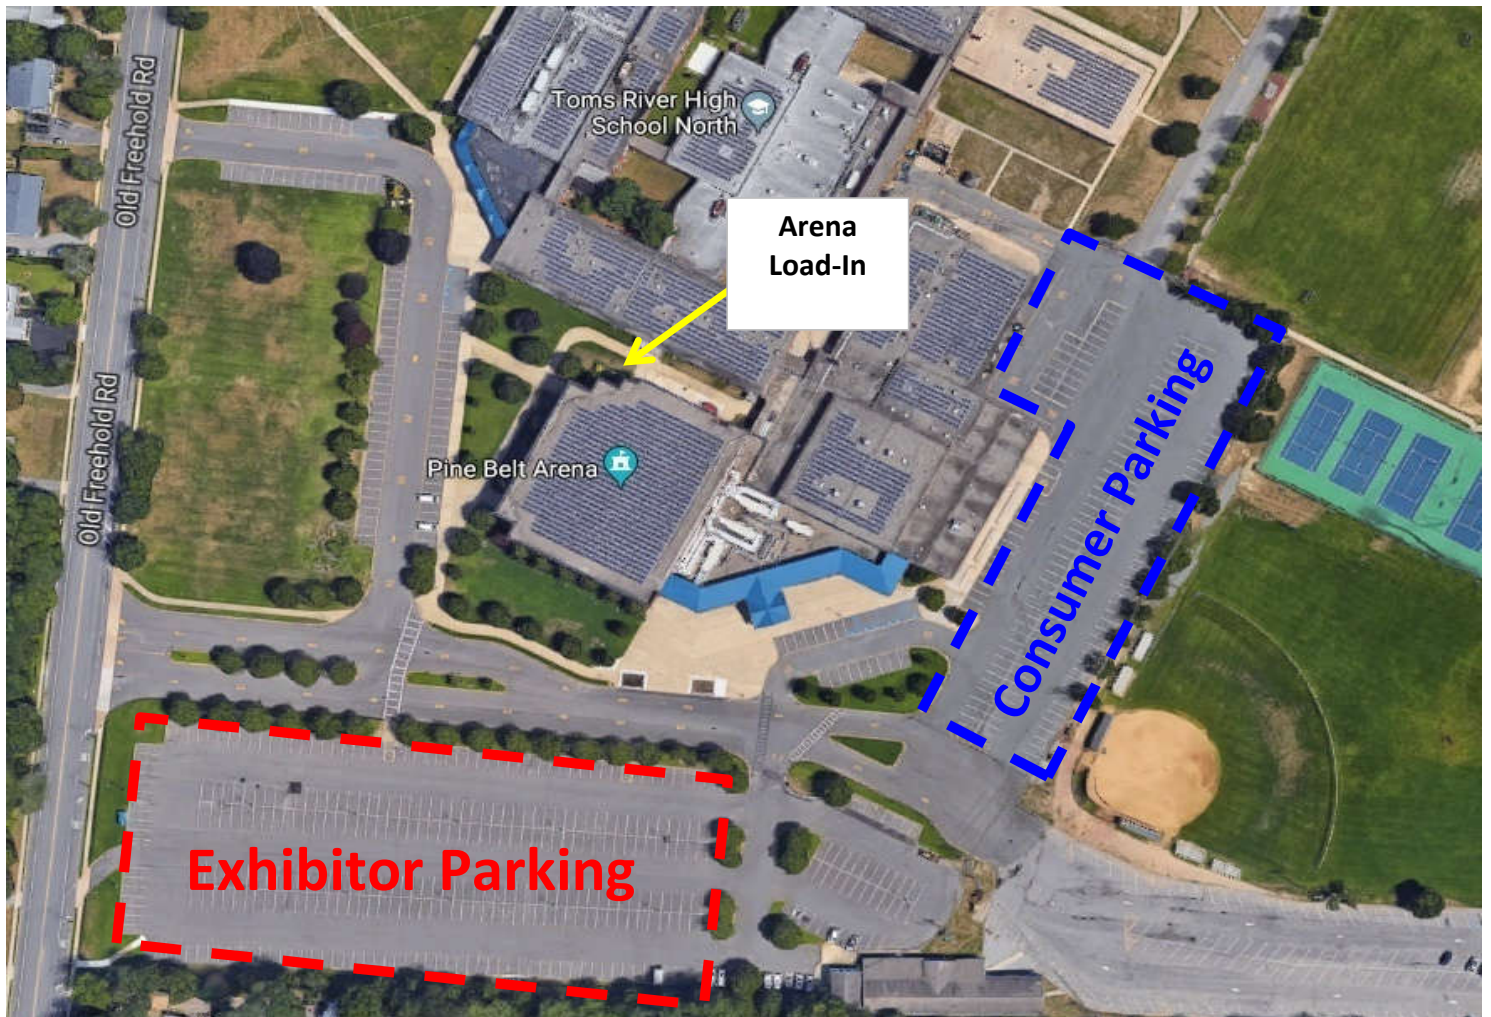 Old Freehold Rd
Toms River High
School North
Arena
Load-In
Old Freehold Rd
Pine Belt Arena
Consumer Parking
Exhibitor Parking